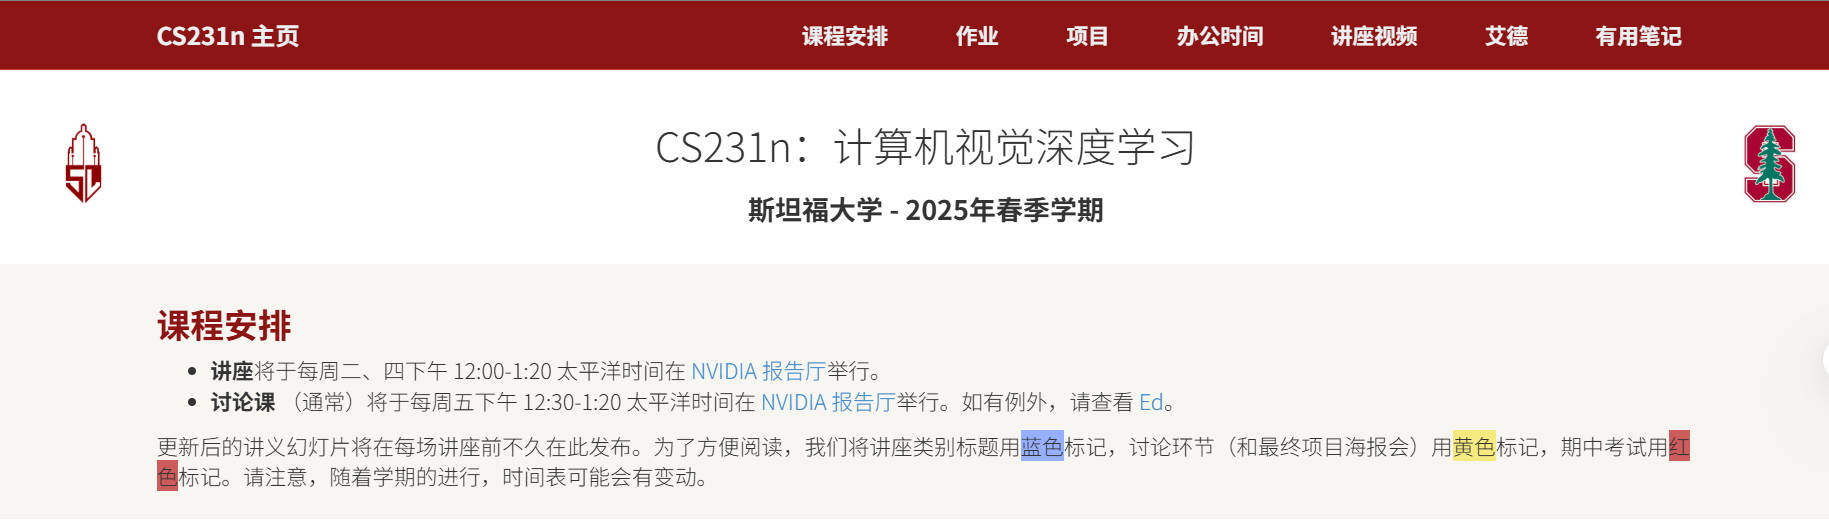 CS231n 主页 课程安排 作业 项目 办公时间 讲座视频 艾德 有用笔记
CS231n：计算机视觉深度学习
斯坦福大学 - 2025年春季学期
课程安排
讲座将于每周二、四下午 12:00-1:20 太平洋时间在 NVIDIA 报告厅举行。
讨论课 （通常）将于每周五下午 12:30-1:20 太平洋时间在 NVIDIA 报告厅举行。如有例外，请查看 Ed。
更新后的讲义幻灯片将在每场讲座前不久在此发布。为了方便阅读，我们将讲座类别标题用蓝色标记，讨论环节（和最终项目海报会）用黄色标记，期中考试用红
色标记。请注意，随着学期的进行，时间表可能会有变动。